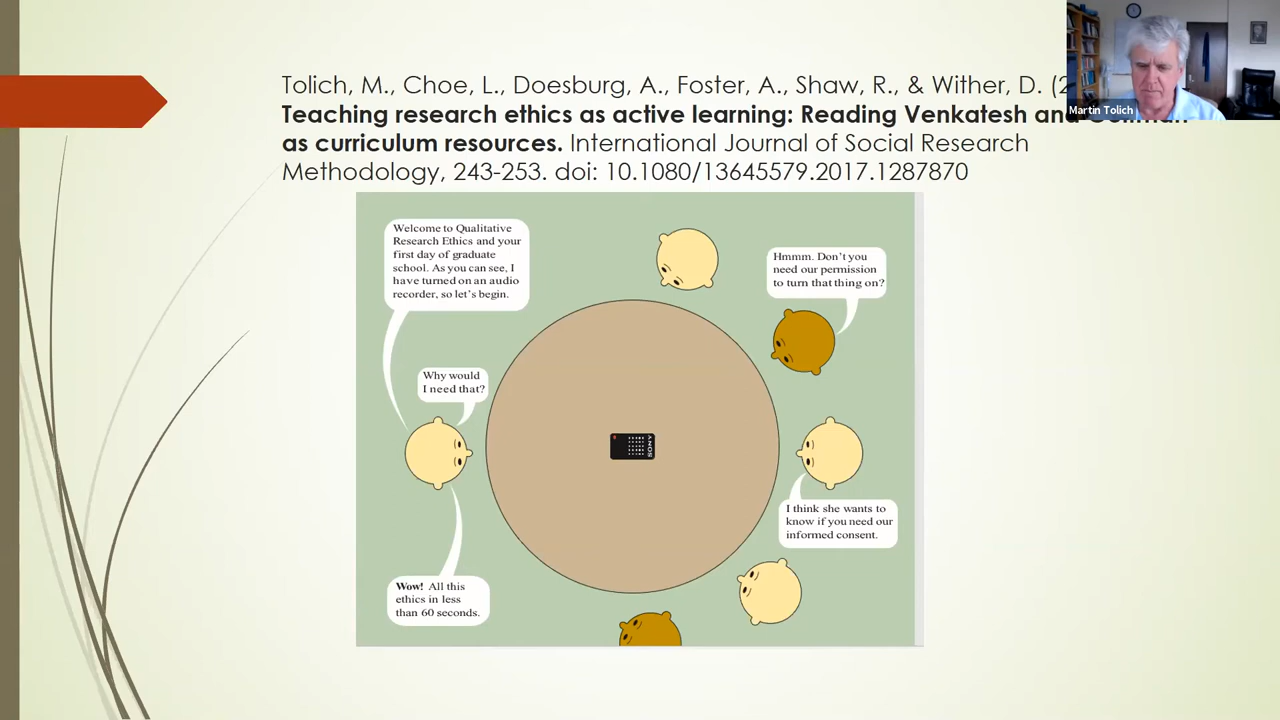 Tolich, M., Choe, L., Doesburg, A., Foster, A., Shaw, R., & Wither, D. (2
Teaching research ethics as active learning: Reading Venkatesh and
as curriculum resources. International Journal of Social Research
Methodology, 243-253. doi: 10.1080/13645579.2017.1287870
Martin Tolich
Welcome to Qualitative
Research Ethics and your
first day of graduate
school. As you can see, I
have turned on an audio
recorder, so let's begin.
Hmmm. Don't you
need our permission
to turn that thing on?
Why would
I need that?
SONY
I think she wants to
know if you need our
informed consent.
Wow! All this
ethics in less
than 60 seconds.